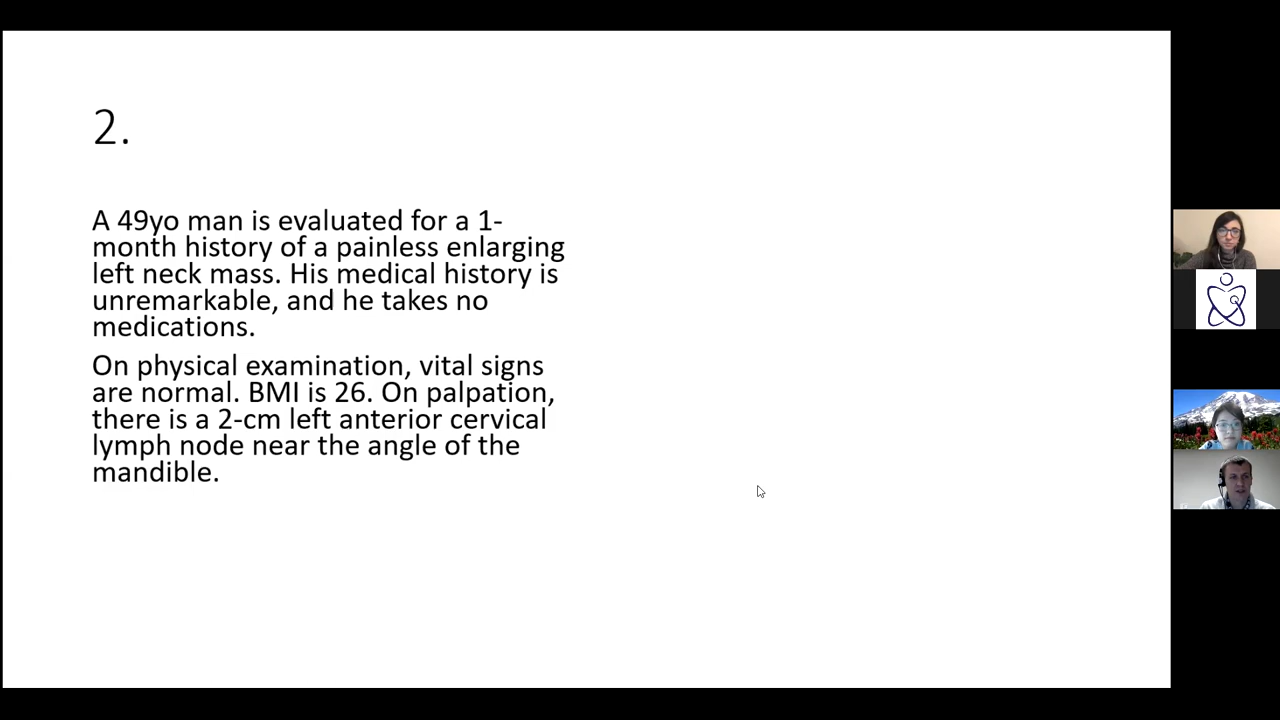 2.
A 49yo man is evaluated for a 1-
month history of a painless enlarging
left neck mass. His medical history is
unremarkable, and he takes no
medications.
On physical examination, vital signs
are normal. BMI is 26. On palpation,
there is a 2-cm left anterior cervical
lymph node near the angle of the
mandible.